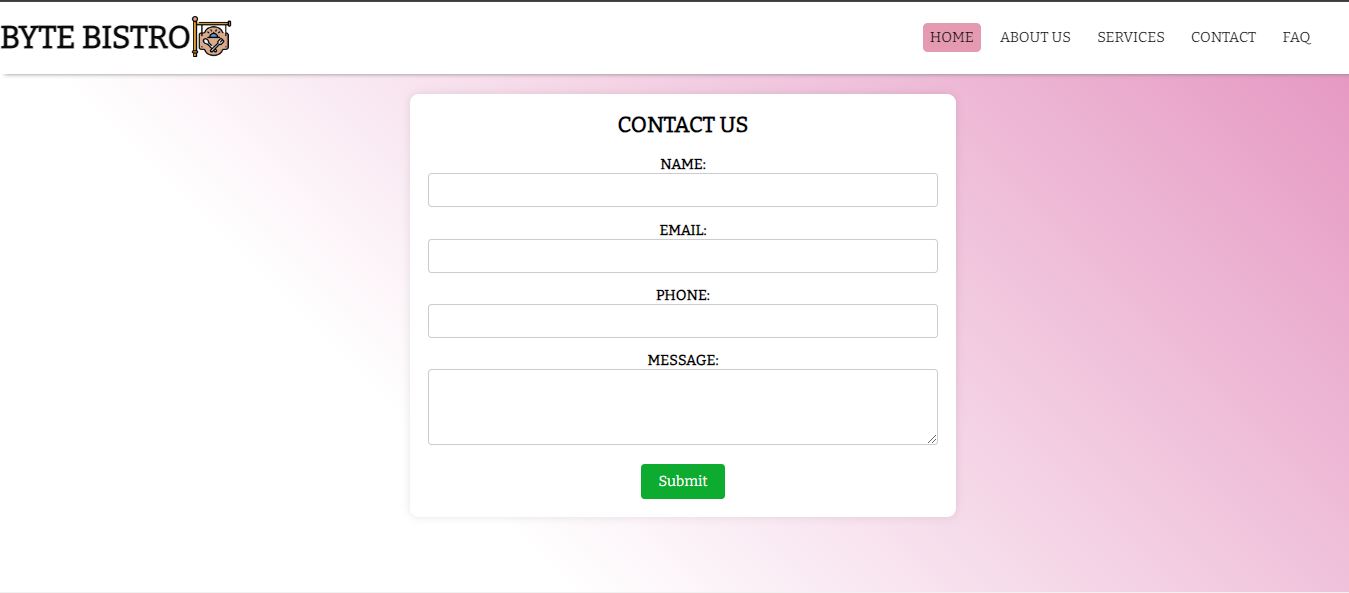 BYTE BISTRO
HOME ABOUT US SERVICES CONTACT FAQ
CONTACT US
NAME:
EMAIL:
PHONE:
MESSAGE:
Submit